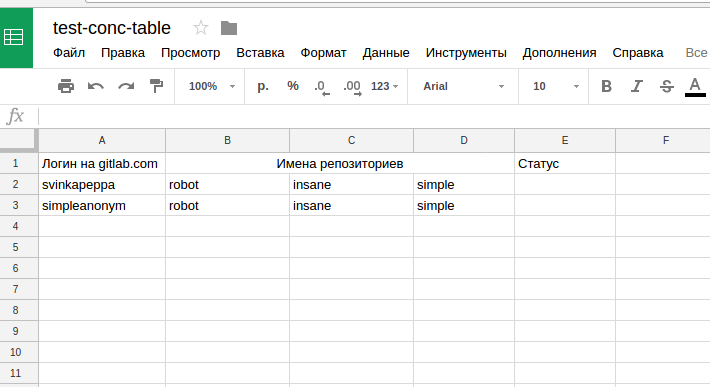 test-conc-table
Файл Правка Просмотр Вставка Формат Данные Инструменты Дополнения Справка Все
100% р. % .0 .00 123 Arial 10 B I S A
fx
A B C D E F
1 Логин на gitlab.com Имена репозиториев Статус
2 svinkapeppa robot insane simple
3 simpleanonym robot insane simple
4
5
6
7
8
9
10
11